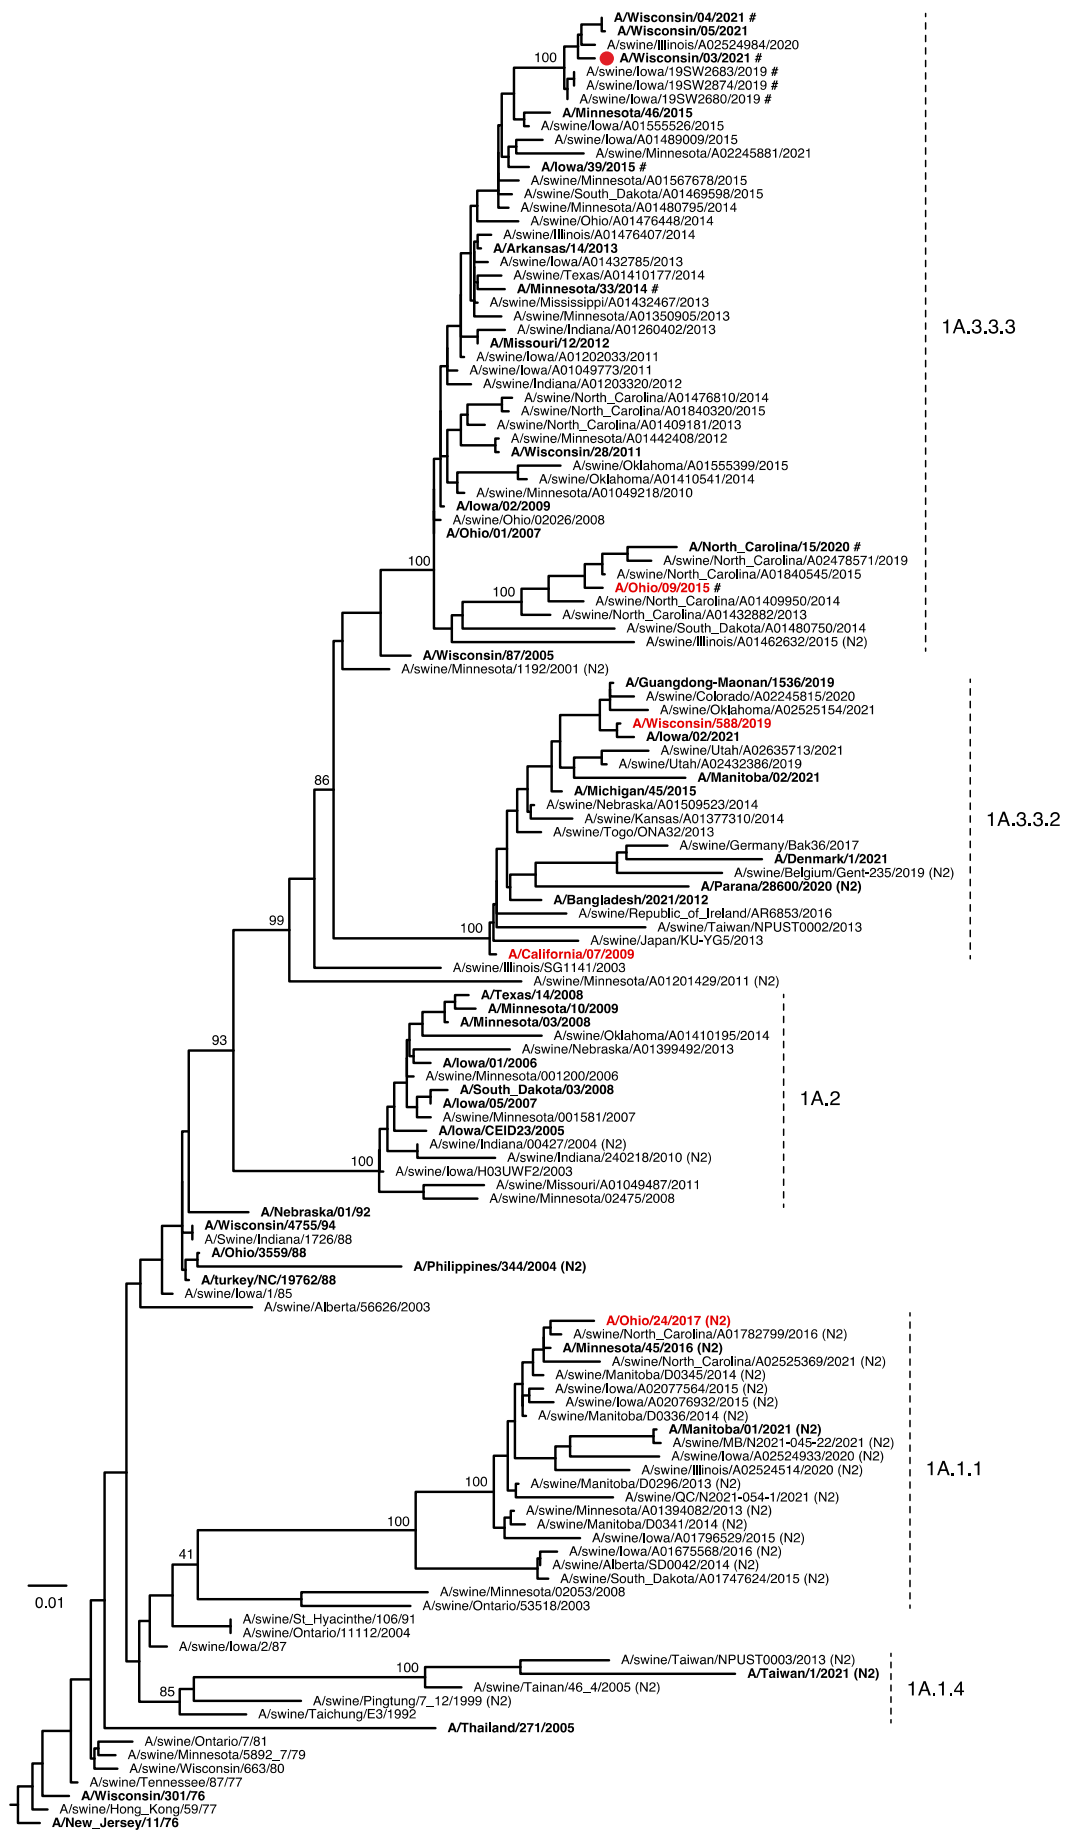 A/Wisconsin/04/2021 #
A/Wisconsin/05/2021
A/swine/Illinois/A02524984/2020
100
A/Wisconsin/03/2021 #
A/swine/Iowa/19SW2683/2019 #
A/swine/Iowa/19SW2874/2019 #
A/swine/Iowa/19SW2680/2019 #
A/Minnesota/46/2015
A/swine/Iowa/A01555526/2015
A/swine/Iowa/A01489009/2015
A/swine/Minnesota/A02245881/2021
A/Iowa/39/2015 #
A/swine/Minnesota/A01567678/2015
A/swine/South_Dakota/A01469598/2015
A/swine/Minnesota/A01480795/2014
A/swine/Ohio/A01476448/2014
A/swine/Illinois/A01476407/2014
A/Arkansas/14/2013
A/swine/Iowa/A01432785/2013
A/swine/Texas/A01410177/2014
A/Minnesota/33/2014 #
A/swine/Mississippi/A01432467/2013
A/swine/Minnesota/A01350905/2013
A/swine/Indiana/A01260402/2013
1A.3.3.3
A/Missouri/12/2012
A/swine/Iowa/A01202033/2011
A/swine/Iowa/A01049773/2011
A/swine/Indiana/A01203320/2012
A/swine/North_Carolina/A01476810/2014
A/swine/North_Carolina/A01840320/2015
A/swine/North_Carolina/A01409181/2013
A/swine/Minnesota/A01442408/2012
A/Wisconsin/28/2011
A/swine/Oklahoma/A01555399/2015
A/swine/Oklahoma/A01410541/2014
A/swine/Minnesota/A01049218/2010
A/Iowa/02/2009
A/swine/Ohio/02026/2008
A/Ohio/01/2007
A/North_Carolina/15/2020 #
A/swine/North_Carolina/A02478571/2019
100
A/swine/North_Carolina/A01840545/2015
A/Ohio/09/2015 #
100
A/swine/North_Carolina/A01409950/2014
A/swine/North_Carolina/A01432882/2013
A/swine/South_Dakota/A01480750/2014
A/swine/Illinois/A01462632/2015 (N2)
A/Wisconsin/87/2005
A/swine/Minnesota/1192/2001 (N2)
A/Guangdong-Maonan/1536/2019
A/swine/Colorado/A02245815/2020
A/swine/Oklahoma/A02525154/2021
A/Wisconsin/588/2019
A/Iowa/02/2021
A/swine/Utah/A02635713/2021
A/swine/Utah/A02432386/2019
86
A/Manitoba/02/2021
A/Michigan/45/2015
A/swine/Nebraska/A01509523/2014
A/swine/Kansas/A01377310/2014
1A.3.3.2
A/swine/Togo/ONA32/2013
A/swine/Germany/Bak36/2017
A/Denmark/1/2021
A/swine/Belgium/Gent-235/2019 (N2)
A/Parana/28600/2020 (N2)
A/Bangladesh/2021/2012
A/swine/Republic_of_Ireland/AR6853/2016
99
A/swine/Taiwan/NPUST0002/2013
100
A/swine/Japan/KU-YG5/2013
A/California/07/2009
A/swine/Illinois/SG1141/2003
A/swine/Minnesota/A01201429/2011 (N2)
A/Texas/14/2008
A/Minnesota/10/2009
A/Minnesota/03/2008
A/swine/Oklahoma/A01410195/2014
93
A/swine/Nebraska/A01399492/2013
A/Iowa/01/2006
A/swine/Minnesota/001200/2006
A/South_Dakota/03/2008
1A.2
A/Iowa/05/2007
A/swine/Minnesota/001581/2007
A/Iowa/CEID23/2005
A/swine/Indiana/00427/2004 (N2)
A/swine/Indiana/240218/2010 (N2)
100
A/swine/Iowa/H03UWF2/2003
A/swine/Missouri/A01049487/2011
A/swine/Minnesota/02475/2008
A/Nebraska/01/92
A/Wisconsin/4755/94
A/Swine/Indiana/1726/88
A/Ohio/3559/88
A/Philippines/344/2004 (N2)
A/turkey/NC/19762/88
A/swine/Iowa/1/85
A/swine/Alberta/56626/2003
A/Ohio/24/2017 (N2)
A/swine/North_Carolina/A01782799/2016 (N2)
A/Minnesota/45/2016 (N2)
A/swine/North_Carolina/A02525369/2021 (N2)
A/swine/Manitoba/D0345/2014 (N2)
A/swine/Iowa/A02077564/2015 (N2)
A/swine/Iowa/A02076932/2015 (N2)
A/swine/Manitoba/D0336/2014 (N2)
A/Manitoba/01/2021 (N2)
A/swine/MB/N2021-045-22/2021 (N2)
A/swine/Iowa/A02524933/2020 (N2)
1A.1.1
A/swine/Illinois/A02524514/2020 (N2)
100
A/swine/Manitoba/D0296/2013 (N2)
A/swine/QC/N2021-054-1/2021 (N2)
A/swine/Minnesota/A01394082/2013 (N2)
100
A/swine/Manitoba/D0341/2014 (N2)
A/swine/Iowa/A01796529/2015 (N2)
A/swine/Iowa/A01675568/2016 (N2)
41
A/swine/Alberta/SD0042/2014 (N2)
A/swine/South_Dakota/A01747624/2015 (N2)
A/swine/Minnesota/02053/2008
0.01
A/swine/Ontario/53518/2003
A/swine/St_Hyacinthe/106/91
A/swine/Ontario/11112/2004
A/swine/Iowa/2/87
A/swine/Taiwan/NPUST0003/2013 (N2)
100
A/Taiwan/1/2021 (N2)
A/swine/Tainan/46_4/2005 (N2)
1A.1.4
85
A/swine/Pingtung/7_12/1999 (N2)
A/swine/Taichung/E3/1992
A/Thailand/271/2005
A/swine/Ontario/7/81
A/swine/Minnesota/5892_7/79
A/swine/Wisconsin/663/80
A/swine/Tennessee/87/77
A/Wisconsin/301/76
A/swine/Hong_Kong/59/77
A/New_Jersey/11/76